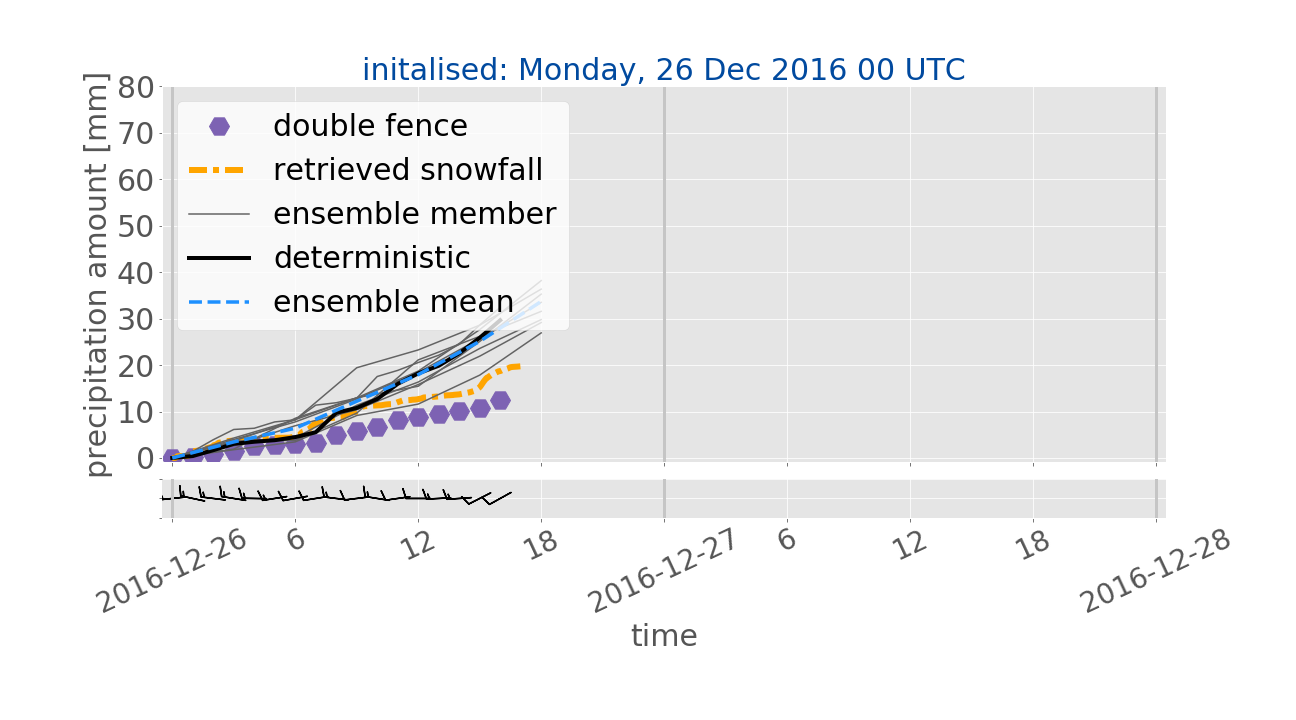 initalised: Monday, 26 Dec 2016 00 UTC
precipitation amount [mm]
80
70
60
50
40
30
20
10
0
double fence
retrieved snowfall
ensemble member
deterministic
ensemble mean
2016-12-26 6 12 18 2016-12-27 6 12 18 2016-12-28
time